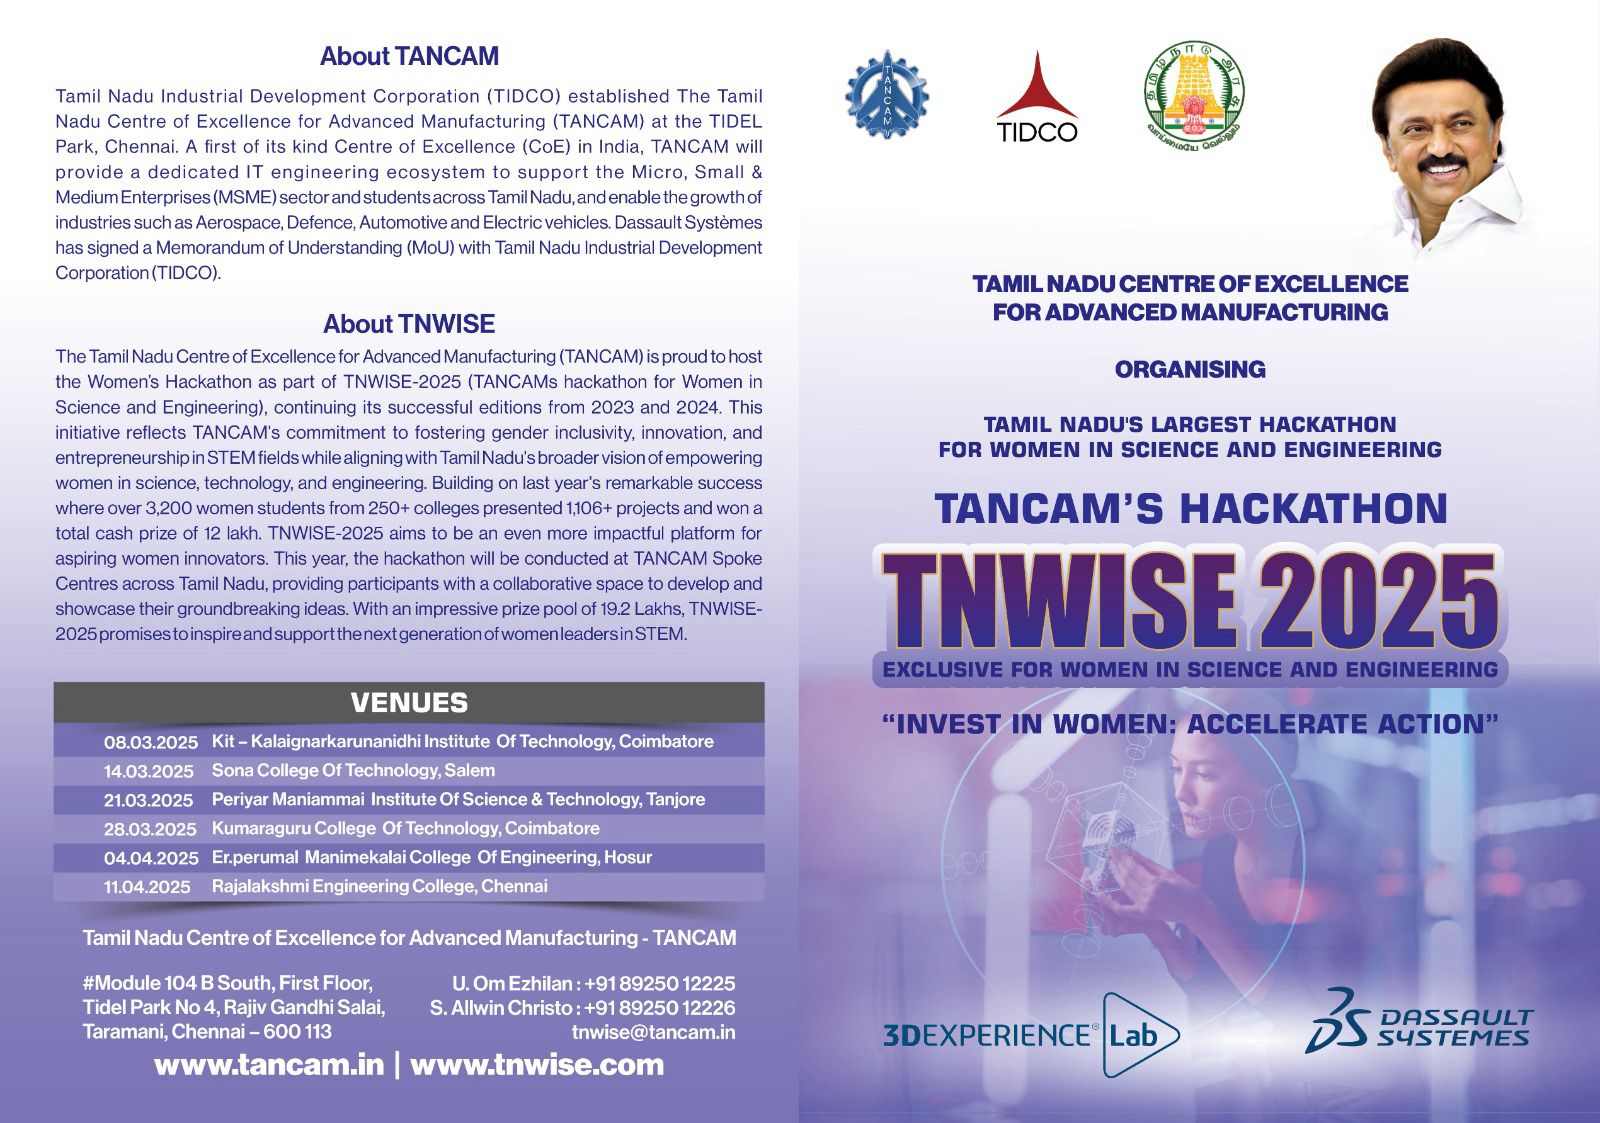 About TANCAM
Tamil Nadu Industrial Development Corporation (TIDCO) established The Tamil
Nadu Centre of Excellence for Advanced Manufacturing (TANCAM) at the TIDEL
Park, Chennai. A first of its kind Centre of Excellence (CoE) in India, TANCAM will
provide a dedicated IT engineering ecosystem to support the Micro, Small &
Medium Enterprises (MSME) sector and students across Tamil Nadu, and enable the growth of
industries such as Aerospace, Defence, Automotive and Electric vehicles. Dassault Systèmes
has signed a Memorandum of Understanding (MoU) with Tamil Nadu Industrial Development
Corporation (TIDCO).
About TNWISE
The Tamil Nadu Centre of Excellence for Advanced Manufacturing (TANCAM) is proud to host
the Women's Hackathon as part of TNWISE-2025 (TANCAMs hackathon for Women in
Science and Engineering), continuing its successful editions from 2023 and 2024. This
initiative reflects TANCAM's commitment to fostering gender inclusivity, innovation, and
entrepreneurship in STEM fields while aligning with Tamil Nadu's broader vision of empowering
women in science, technology, and engineering. Building on last year's remarkable success
where over 3,200 women students from 250+ colleges presented 1,106+ projects and won a
total cash prize of 12 lakh. TNWISE-2025 aims to be an even more impactful platform for
aspiring women innovators. This year, the hackathon will be conducted at TANCAM Spoke
Centres across Tamil Nadu, providing participants with a collaborative space to develop and
showcase their groundbreaking ideas. With an impressive prize pool of 19.2 Lakhs, TNWISE-
2025 promises to inspire and support the next generation of women leaders in STEM.
VENUES
08.03.2025 Kit – Kalaignarkarunanidhi Institute Of Technology, Coimbatore
14.03.2025 Sona College Of Technology, Salem
21.03.2025 Periyar Maniammai Institute Of Science & Technology, Tanjore
28.03.2025 Kumaraguru College Of Technology, Coimbatore
04.04.2025 Er.perumal Manimekalai College Of Engineering, Hosur
11.04.2025 Rajalakshmi Engineering College, Chennai
Tamil Nadu Centre of Excellence for Advanced Manufacturing - TANCAM
#Module 104 B South, First Floor,
Tidel Park No 4, Rajiv Gandhi Salai,
Taramani, Chennai – 600 113
U. Om Ezhilan : +91 89250 12225
S. Allwin Christo : +91 89250 12226
tnwise@tancam.in
www.tancam.in | www.tnwise.com
TANCAM
TIDCO
தமிழ்நாடு அரசு
வாய்மையே வெல்லும்
TAMIL NADU CENTRE OF EXCELLENCE
FOR ADVANCED MANUFACTURING
ORGANISING
TAMIL NADU'S LARGEST HACKATHON
FOR WOMEN IN SCIENCE AND ENGINEERING
TANCAM'S HACKATHON
TNWISE 2025
EXCLUSIVE FOR WOMEN IN SCIENCE AND ENGINEERING
“INVEST IN WOMEN: ACCELERATE ACTION”
3DEXPERIENCE® Lab
DASSAULT
SYSTEMES